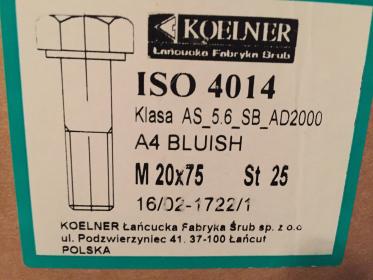 KOELNER
Łańcucka Fabryka Śrub
ISO 4014
Klasa AS_5.6_SB_AD2000
A4 BLUISH
M 20x75 St 25
16/02-1722/1
KOELNER Łańcucka Fabryka Śrub sp. z o.o
ul. Podzwierzyniec 41, 37-100 Łańcut
POLSKA